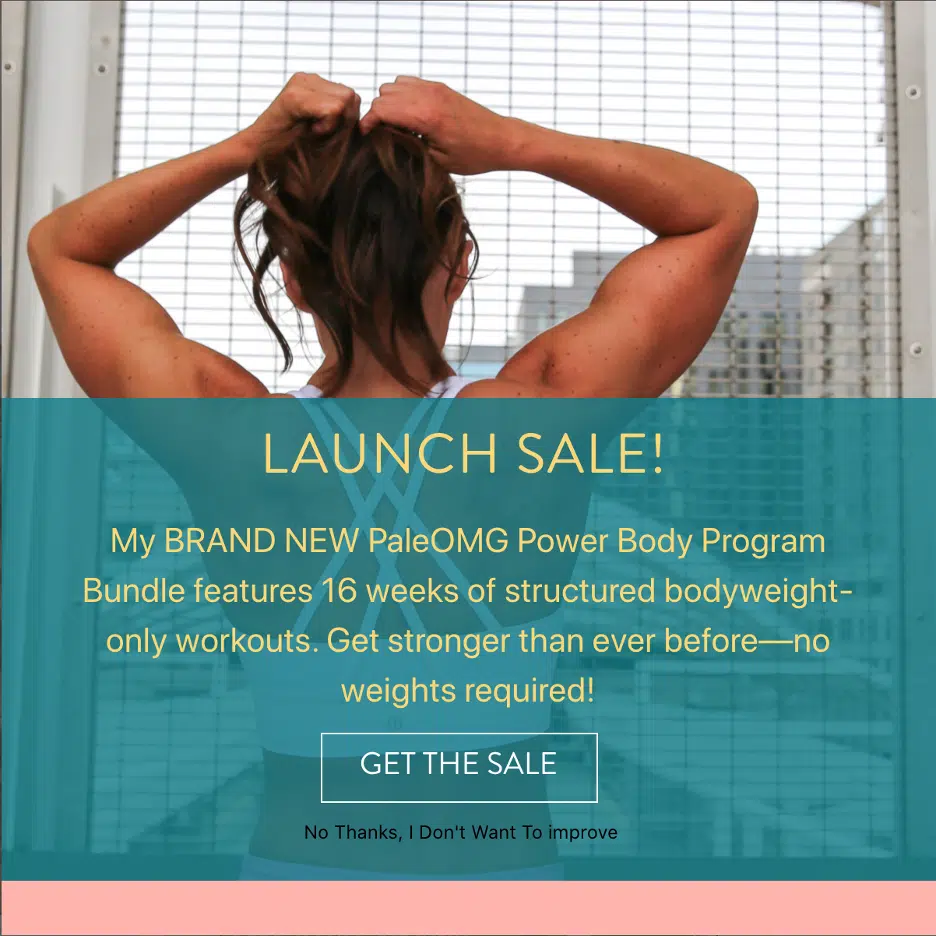 LAUNCH SALE!
My BRAND NEW PaleOMG Power Body Program
Bundle features 16 weeks of structured bodyweight-
only workouts. Get stronger than ever before—no
weights required!
GET THE SALE
No Thanks, I Don't Want To improve